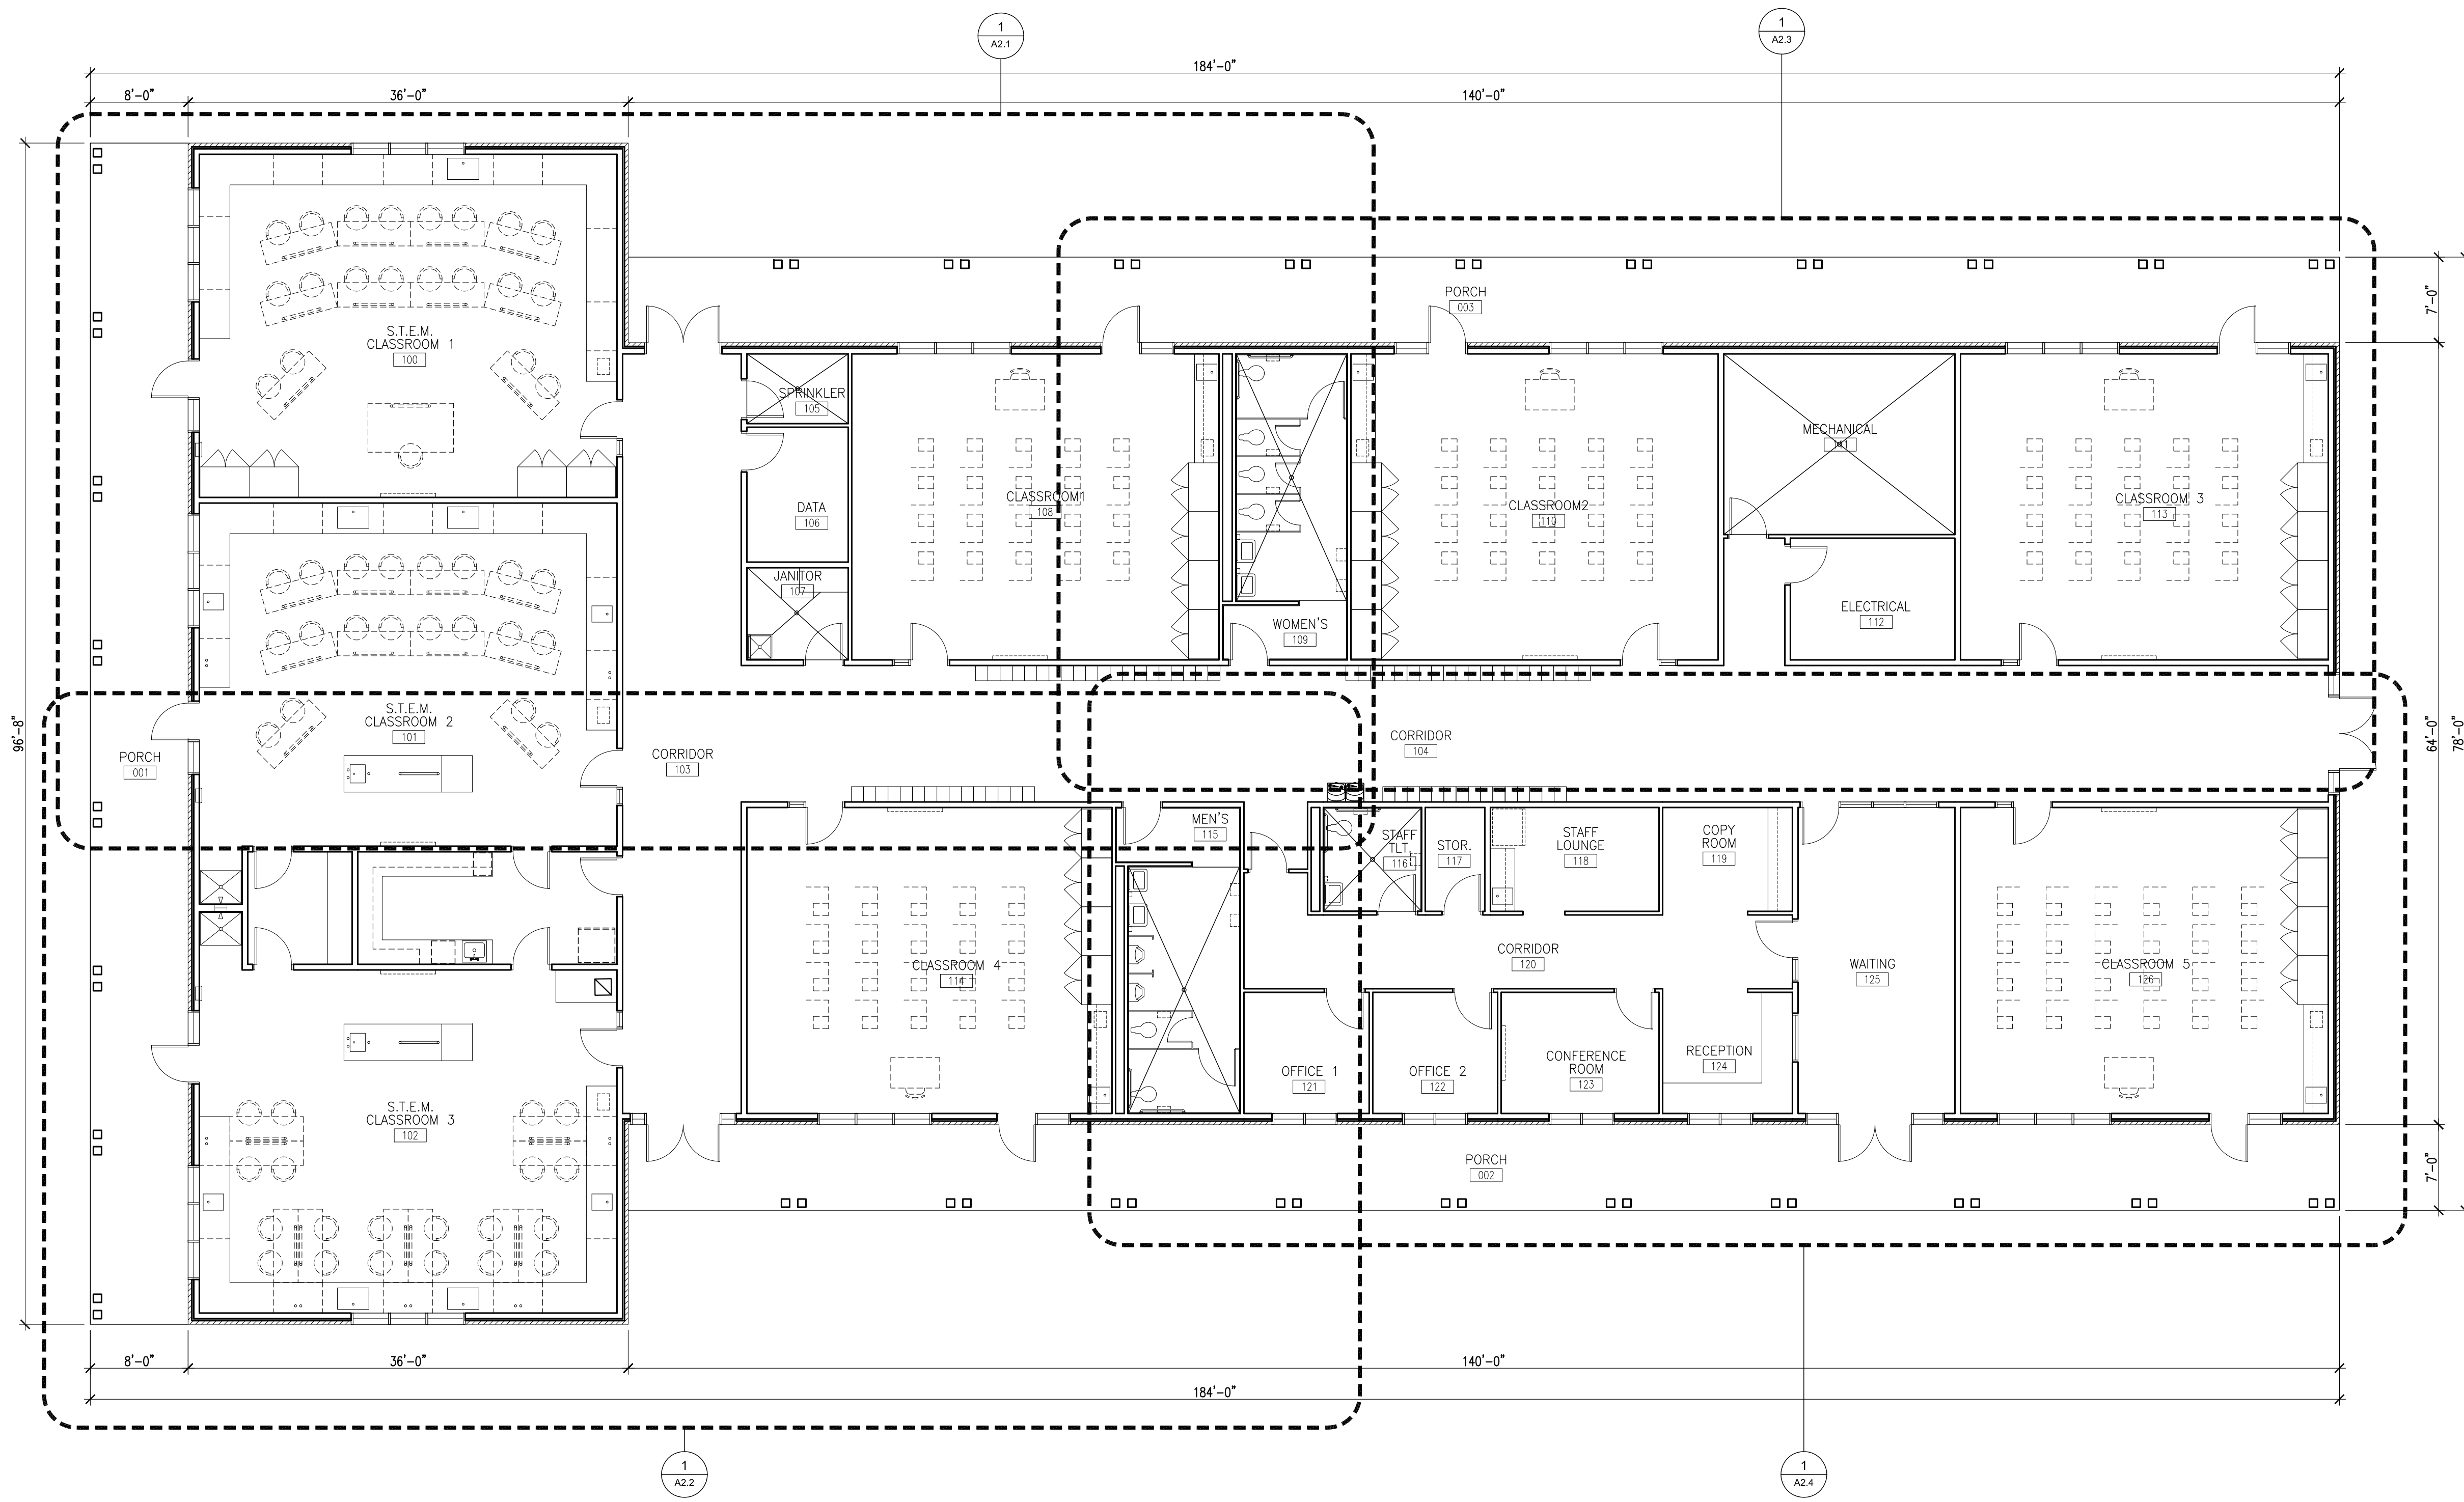 1
A2.1
1
A2.3
184'-0"
8'-0"
36'-0"
140'-0"
S.T.E.M.
CLASSROOM 1
100
PORCH
003
7'-0"
SPRINKLER
105
DATA
106
JANITOR
107
CLASSROOM1
108
WOMEN'S
109
CLASSROOM2
110
MECHANICAL
ELECTRICAL
112
CLASSROOM 3
113
96'-8"
PORCH
001
S.T.E.M.
CLASSROOM 2
101
CORRIDOR
103
CORRIDOR
104
64'-0"
78'-0"
MEN'S
115
STAFF
TLT.
116
STOR.
117
STAFF
LOUNGE
118
COPY
ROOM
119
CLASSROOM 4
114
CORRIDOR
120
WAITING
125
CLASSROOM 5
126
S.T.E.M.
CLASSROOM 3
102
OFFICE 1
121
OFFICE 2
122
CONFERENCE
ROOM
123
RECEPTION
124
PORCH
002
7'-0"
8'-0"
36'-0"
140'-0"
184'-0"
1
A2.2
1
A2.4